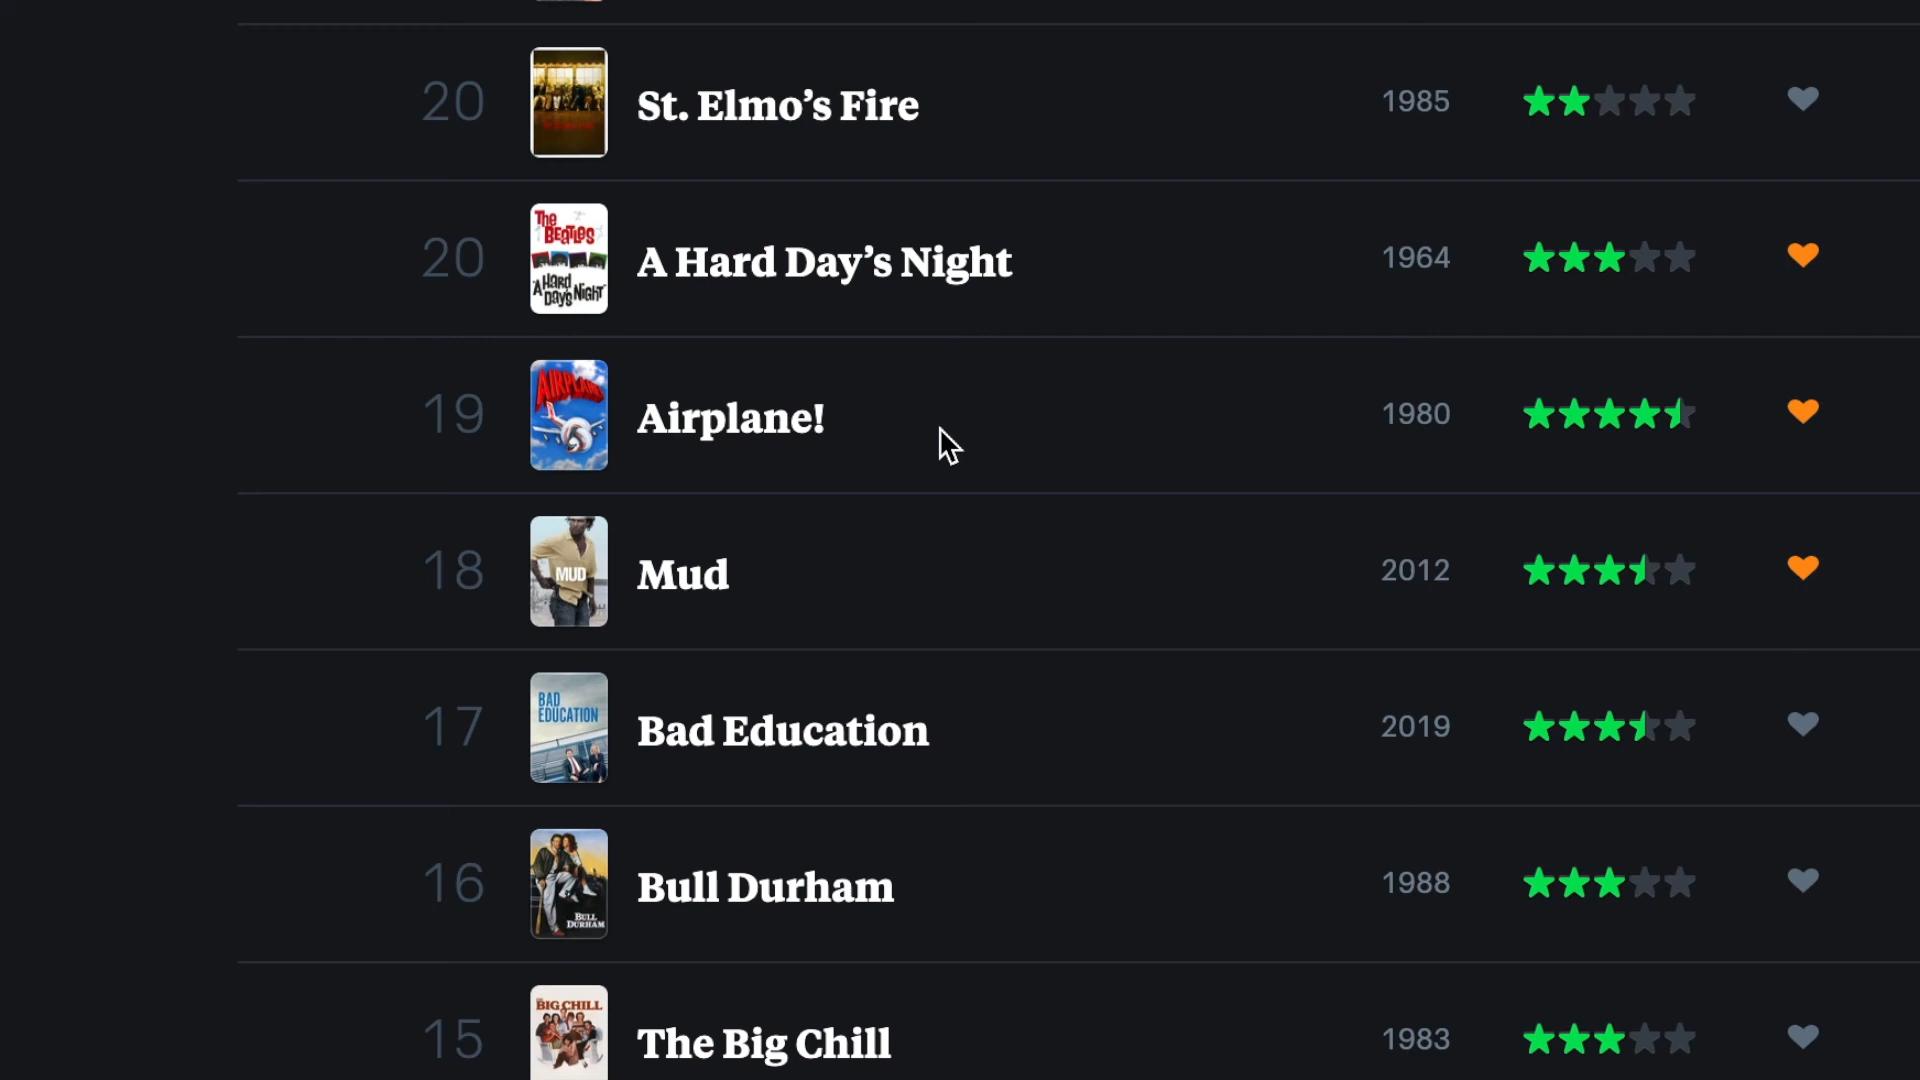 20 St. Elmo’s Fire 1985
20 The BEATLES A HARD DAY'S NIGHT A Hard Day’s Night 1964
19 AIRPLANE Airplane! 1980
18 MUD Mud 2012
17 BAD EDUCATION Bad Education 2019
16 BULL DURHAM Bull Durham 1988
15 BIG CHILL The Big Chill 1983